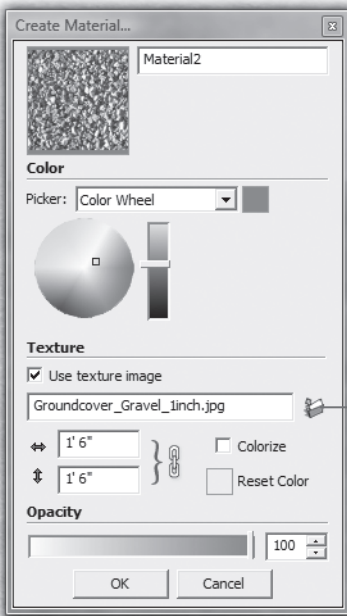 Create Material...
Material2
Color
Picker: Color Wheel
Texture
Use texture image
Groundcover_Gravel_1inch.jpg
1' 6"
Colorize
1' 6"
Reset Color
Opacity
100
OK Cancel